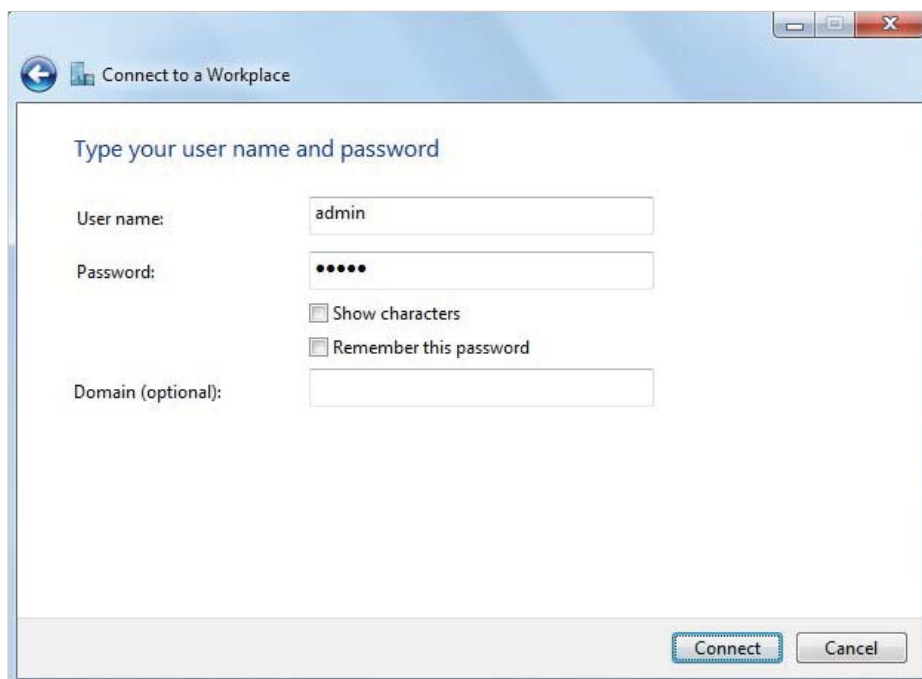 Connect to a Workplace
Type your user name and password
User name: admin
Password: •••••
Show characters
Remember this password
Domain (optional):
Connect Cancel